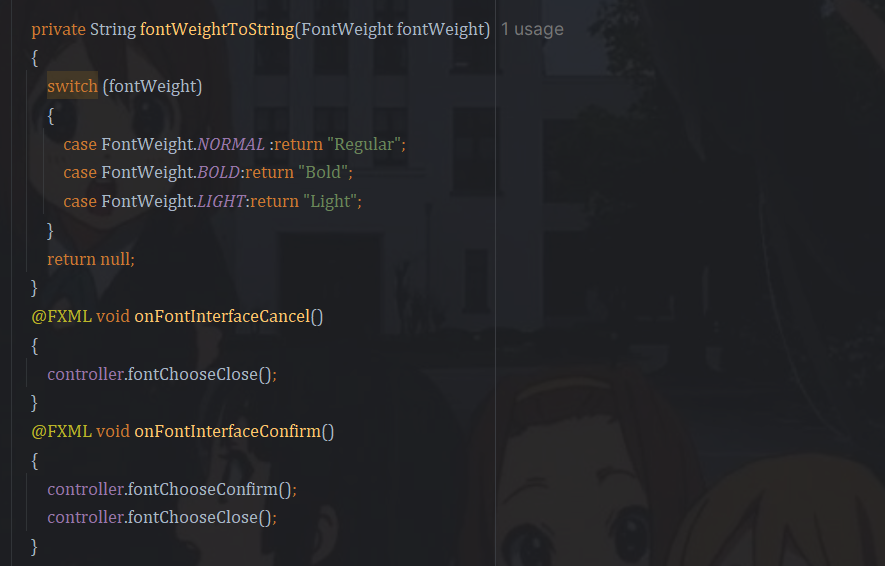 private String fontWeightToString(FontWeight fontWeight) 1 usage
{
switch (fontWeight)
{
case FontWeight.NORMAL :return "Regular";
case FontWeight.BOLD:return "Bold";
case FontWeight.LIGHT:return "Light";
}
return null;
}
@FXML void onFontInterfaceCancel()
{
controller.fontChooseClose();
}
@FXML void onFontInterfaceConfirm()
{
controller.fontChooseConfirm();
controller.fontChooseClose();
}